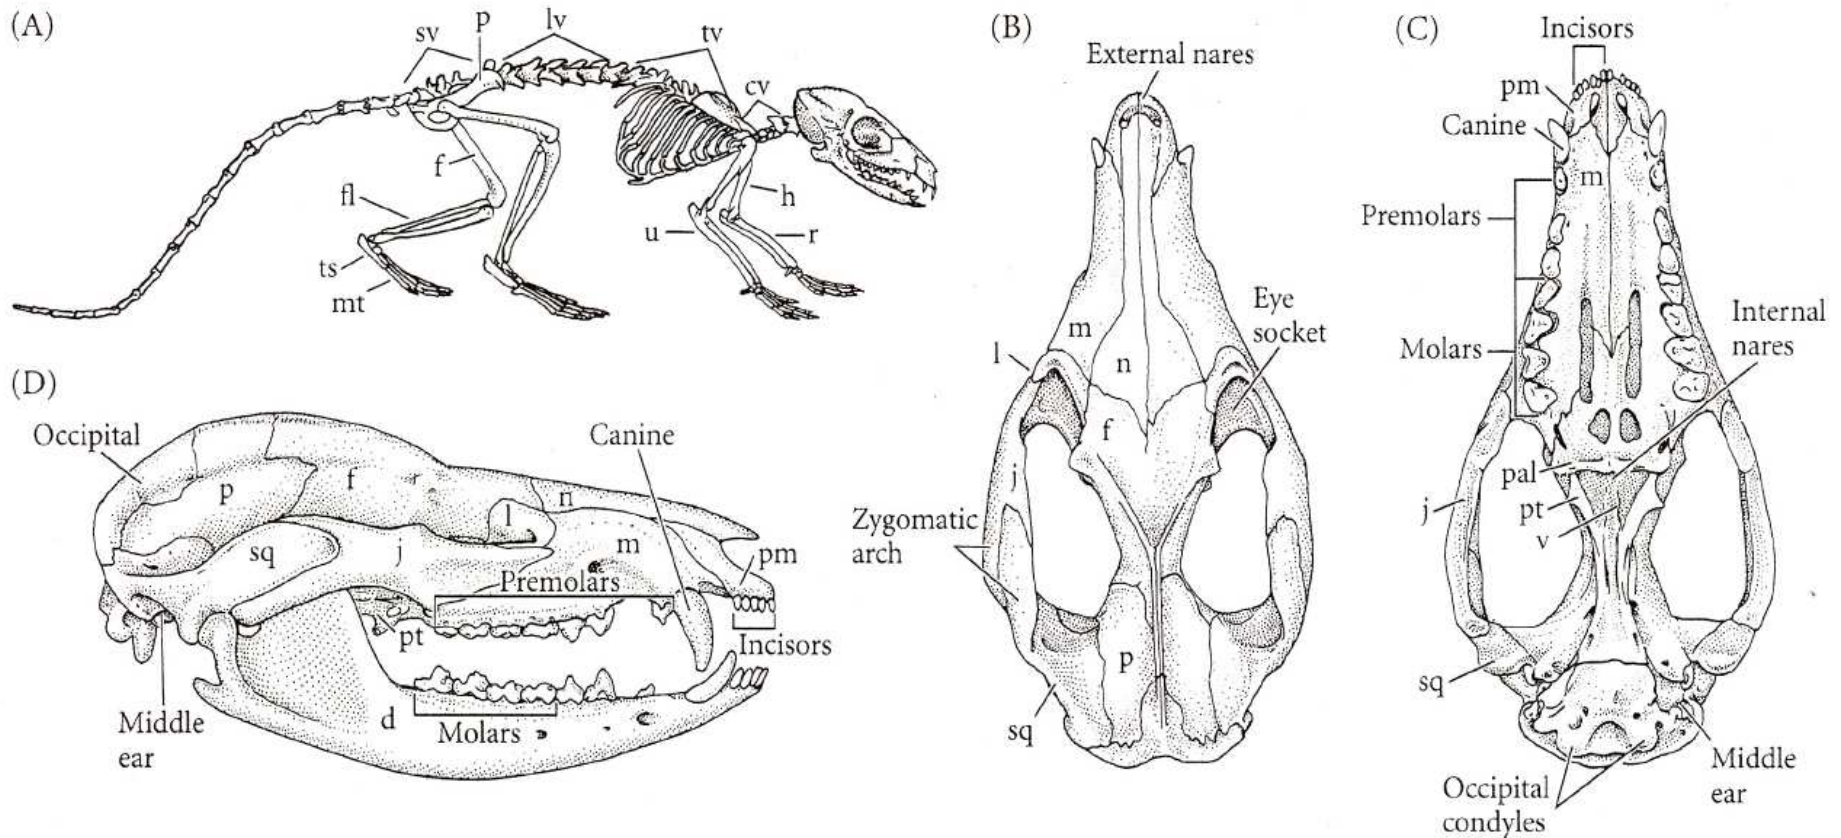 (A)
sv
p
lv
tv
cv
f
fl
ts
mt
h
u
r
(B)
External nares
m
l
n
Eye
socket
f
j
Zygomatic
arch
p
sq
(C)
Incisors
pm
Canine
m
Premolars
Molars
Internal
nares
pal
pt
v
j
sq
Middle
ear
Occipital
condyles
(D)
Occipital
Canine
p
f
n
l
sq
j
m
pm
Premolars
pt
Incisors
d
Molars
Middle
ear